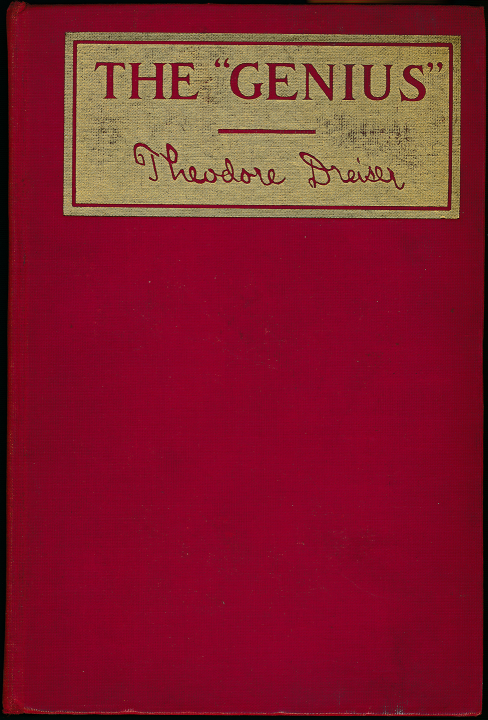 THE “GENIUS”
Theodore Dreiser